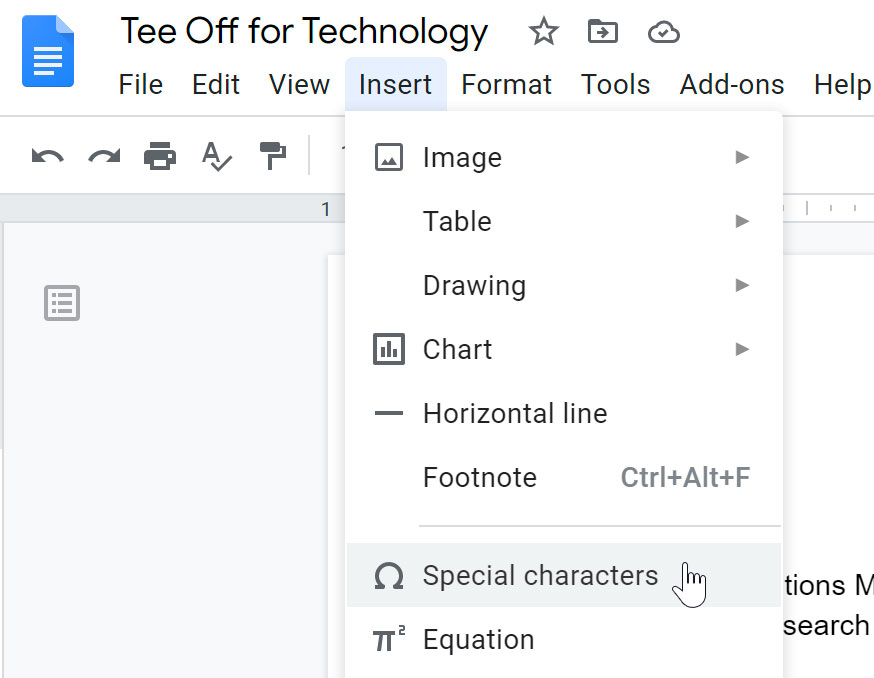 Tee Off for Technology
File Edit View Insert Format Tools Add-ons Help
1
Image
Table
Drawing
Chart
Horizontal line
Footnote Ctrl+Alt+F
Ω Special characters
tions M
search
π² Equation